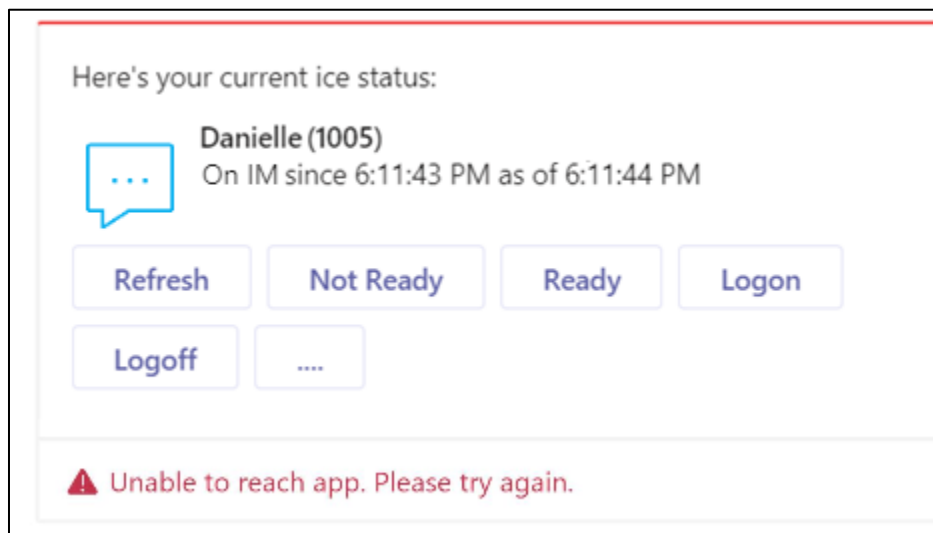 Here's your current ice status:
Danielle (1005)
On IM since 6:11:43 PM as of 6:11:44 PM
Refresh Not Ready Ready Logon
Logoff ....
Unable to reach app. Please try again.